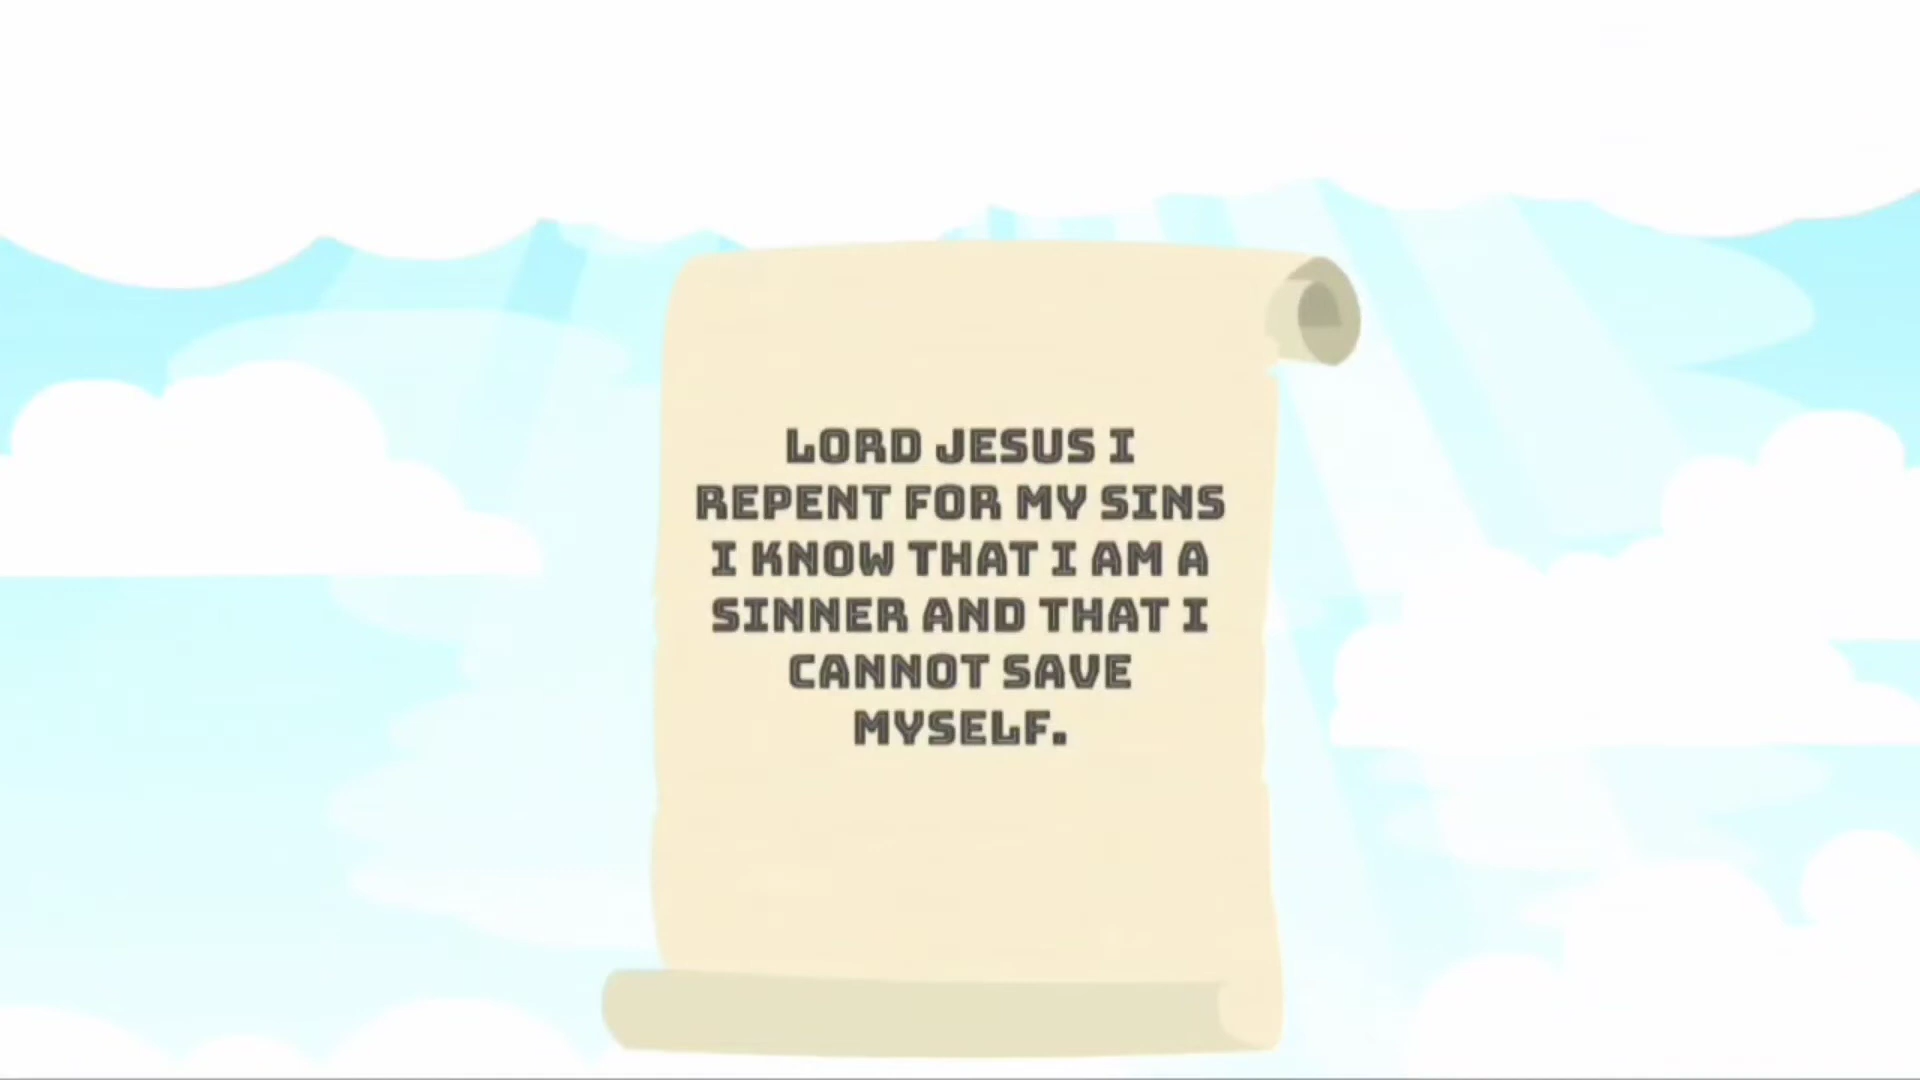 LORD JESUS I
REPENT FOR MY SINS
I KNOW THAT I AM A
SINNER AND THAT I
CANNOT SAVE
MYSELF.